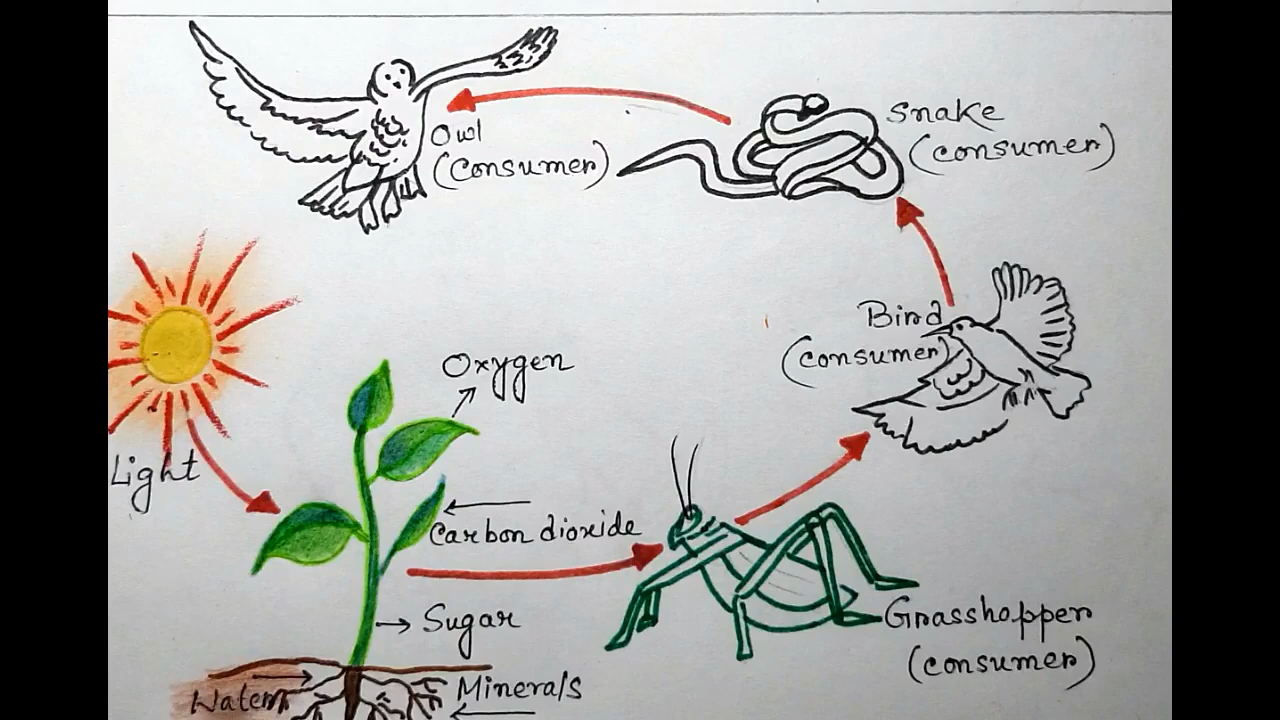 Owl
(consumer)
Snake
(consumer)
Bird
(consumer)
Oxygen
Light
Carbon dioxide
Sugar
Grasshopper
(consumer)
Water
Minerals